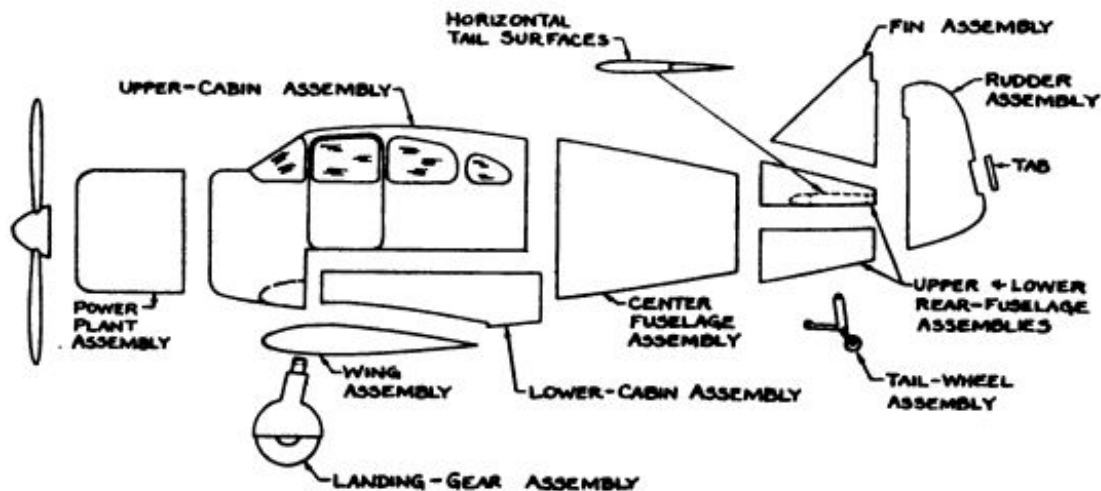 HORIZONTAL
TAIL SURFACES
FIN ASSEMBLY
UPPER-CABIN ASSEMBLY
RUDDER
ASSEMBLY
TAB
POWER
PLANT
ASSEMBLY
CENTER
FUSELAGE
ASSEMBLY
UPPER & LOWER
REAR-FUSELAGE
ASSEMBLIES
WING
ASSEMBLY
LOWER-CABIN ASSEMBLY
TAIL-WHEEL
ASSEMBLY
LANDING-GEAR ASSEMBLY